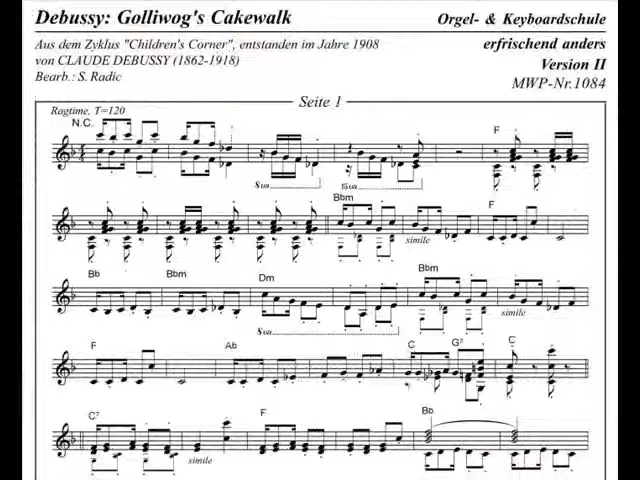 Debussy: Golliwog's Cakewalk
Orgel- & Keyboardschule
Aus dem Zyklus "Children's Corner", entstanden im Jahre 1908
erfrischend anders
von CLAUDE DEBUSSY (1862-1918)
Version II
Bearb.: S. Radic
MWP-Nr.1084
Seite 1
Ragtime, T=120
N.C. F
8va 15va
Bbm F
simile
Bb Bbm Dm Bbm
8va simile
F Ab C G7 C
C7 F Bb
simile